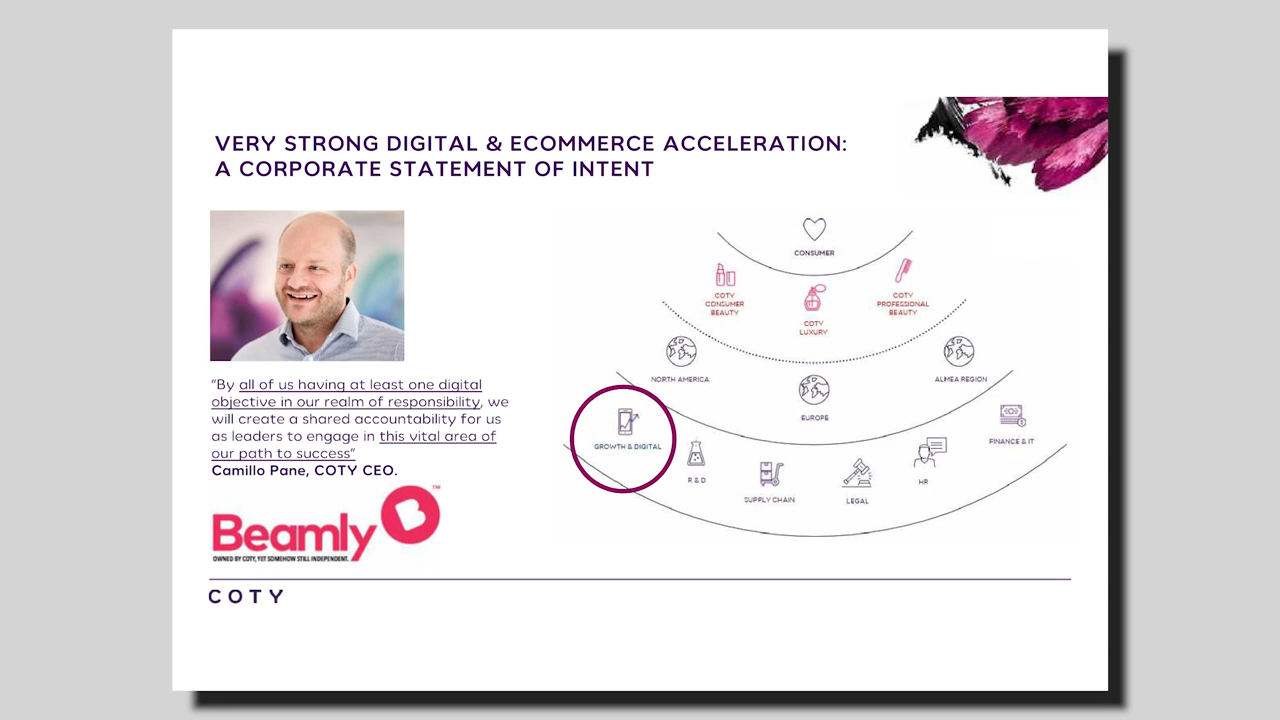 VERY STRONG DIGITAL & ECOMMERCE ACCELERATION:
A CORPORATE STATEMENT OF INTENT
"By all of us having at least one digital
objective in our realm of responsibility, we
will create a shared accountability for us
as leaders to engage in this vital area of
our path to success"
Camillo Pane, COTY CEO.
Beamly B™
OWNED BY COTY, YET SOMEHOW STILL INDEPENDENT.
CONSUMER
COTY
CONSUMER
BEAUTY
COTY
LUXURY
COTY
PROFESSIONAL
BEAUTY
NORTH AMERICA
EUROPE
ALMEA REGION
GROWTH & DIGITAL
R & D
SUPPLY CHAIN
LEGAL
HR
FINANCE & IT
COTY